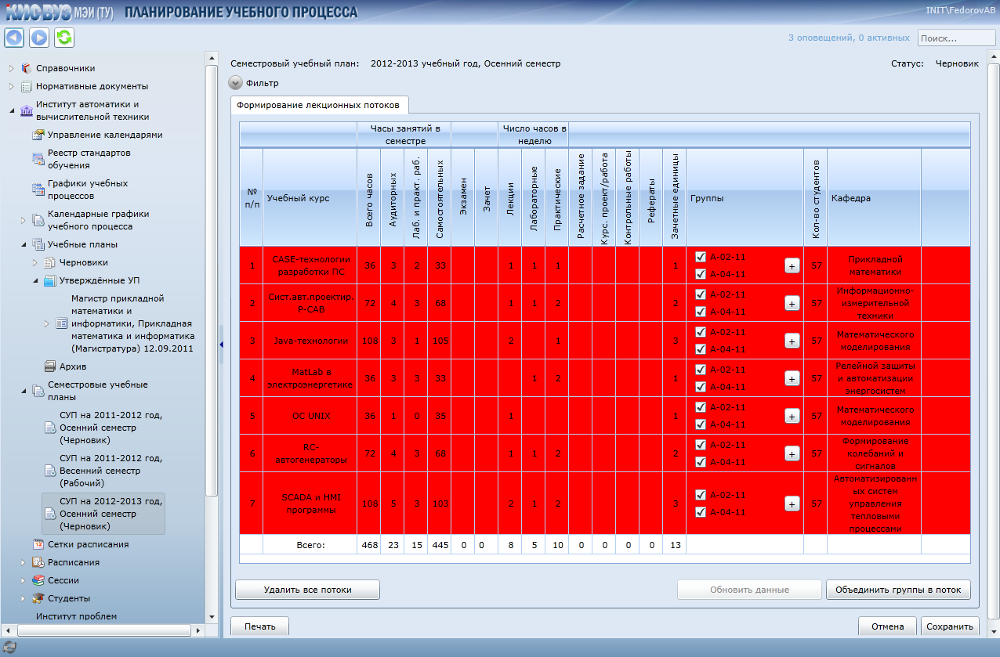 КИС ВУЗ МЭИ (ТУ) ПЛАНИРОВАНИЕ УЧЕБНОГО ПРОЦЕССА
INIT\FedorovAB
3 оповещений, 0 активных
Поиск...
Справочники
Нормативные документы
Институт автоматики и
вычислительной техники
Управление календарями
Реестр стандартов
обучения
Графики учебных
процессов
Календарные графики
учебного процесса
Учебные планы
Черновики
Утверждённые УП
Магистр прикладной
математики и
информатики, Прикладная
математика и информатика
(Магистратура) 12.09.2011
Архив
Семестровые учебные
планы
СУП на 2011-2012 год,
Осенний семестр
(Черновик)
СУП на 2011-2012 год,
Весенний семестр
(Рабочий)
СУП на 2012-2013 год,
Осенний семестр
(Черновик)
12 Сетки расписания
Расписания
Сессии
Студенты
Институт проблем
Семестровый учебный план: 2012-2013 учебный год, Осенний семестр
Статус: Черновик
Фильтр
Формирование лекционных потоков
Часы занятий в
семестре
Число часов в
неделю
№
п/п
Учебный курс
Всего часов
Аудиторных
Лаб. и практ. раб.
Самостоятельных
Экзамен
Зачет
Лекции
Лабораторные
Практические
Расчетное задание
Курс. проект/работа
Контрольные работы
Рефераты
Зачетные единицы
Группы
Кол-во студентов
Кафедра
1 CASE-технологии
разработки ПС 36 3 2 33 1 1 1 1 А-02-11
А-04-11 + 57 Прикладной
математики
2 Сист.авт.проектир.
Р-САВ 72 4 3 68 1 1 2 2 А-02-11
А-04-11 + 57 Информационно-
измерительной
техники
3 Java-технологии 108 3 1 105 2 1 3 А-02-11
А-04-11 + 57 Математического
моделирования
4 MatLab в
электроэнергетике 36 3 3 33 1 2 1 А-02-11
А-04-11 + 57 Релейной защиты
и автоматизации
энергосистем
5 ОС UNIX 36 1 0 35 1 1 А-02-11
А-04-11 + 57 Математического
моделирования
6 RC-
автогенераторы 72 4 3 68 1 1 2 2 А-02-11
А-04-11 + 57 Формирование
колебаний и
сигналов
7 SCADA и HMI
программы 108 5 3 103 2 1 2 3 А-02-11
А-04-11 + 57 Автоматизированн
ых систем
управления
тепловыми
процессами
Всего: 468 23 15 445 0 0 8 5 10 0 0 0 0 13
Удалить все потоки
Обновить данные
Объединить группы в поток
Печать
Отмена
Сохранить